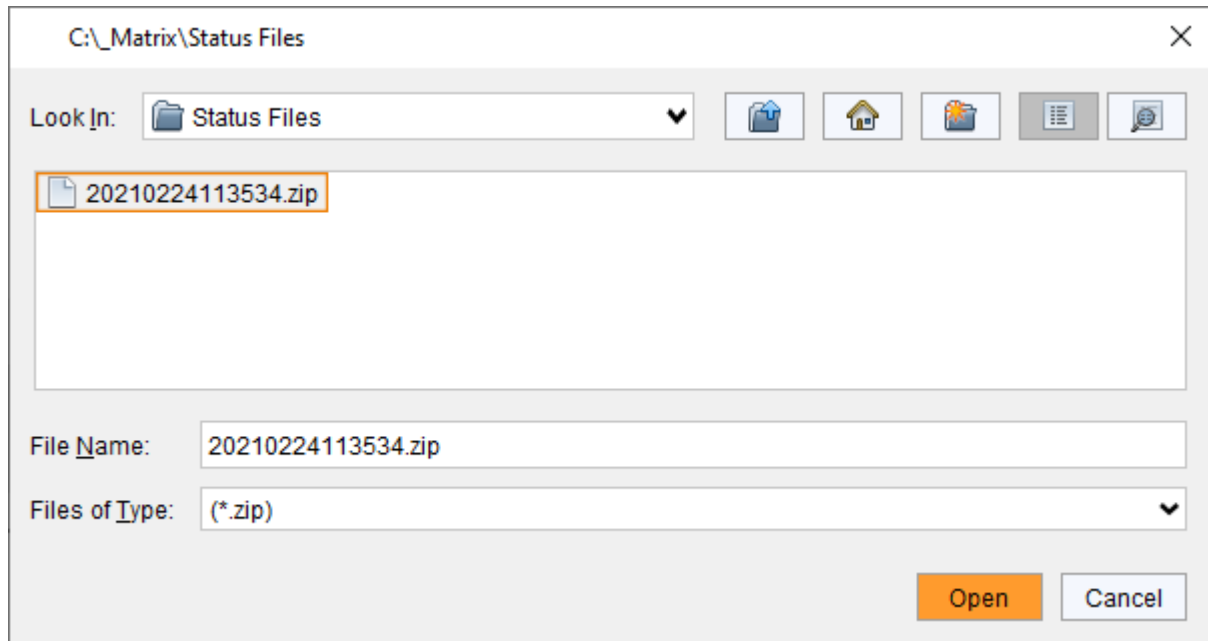 C:\_Matrix\Status Files
Look In: Status Files
20210224113534.zip
File Name: 20210224113534.zip
Files of Type: (*.zip)
Open Cancel